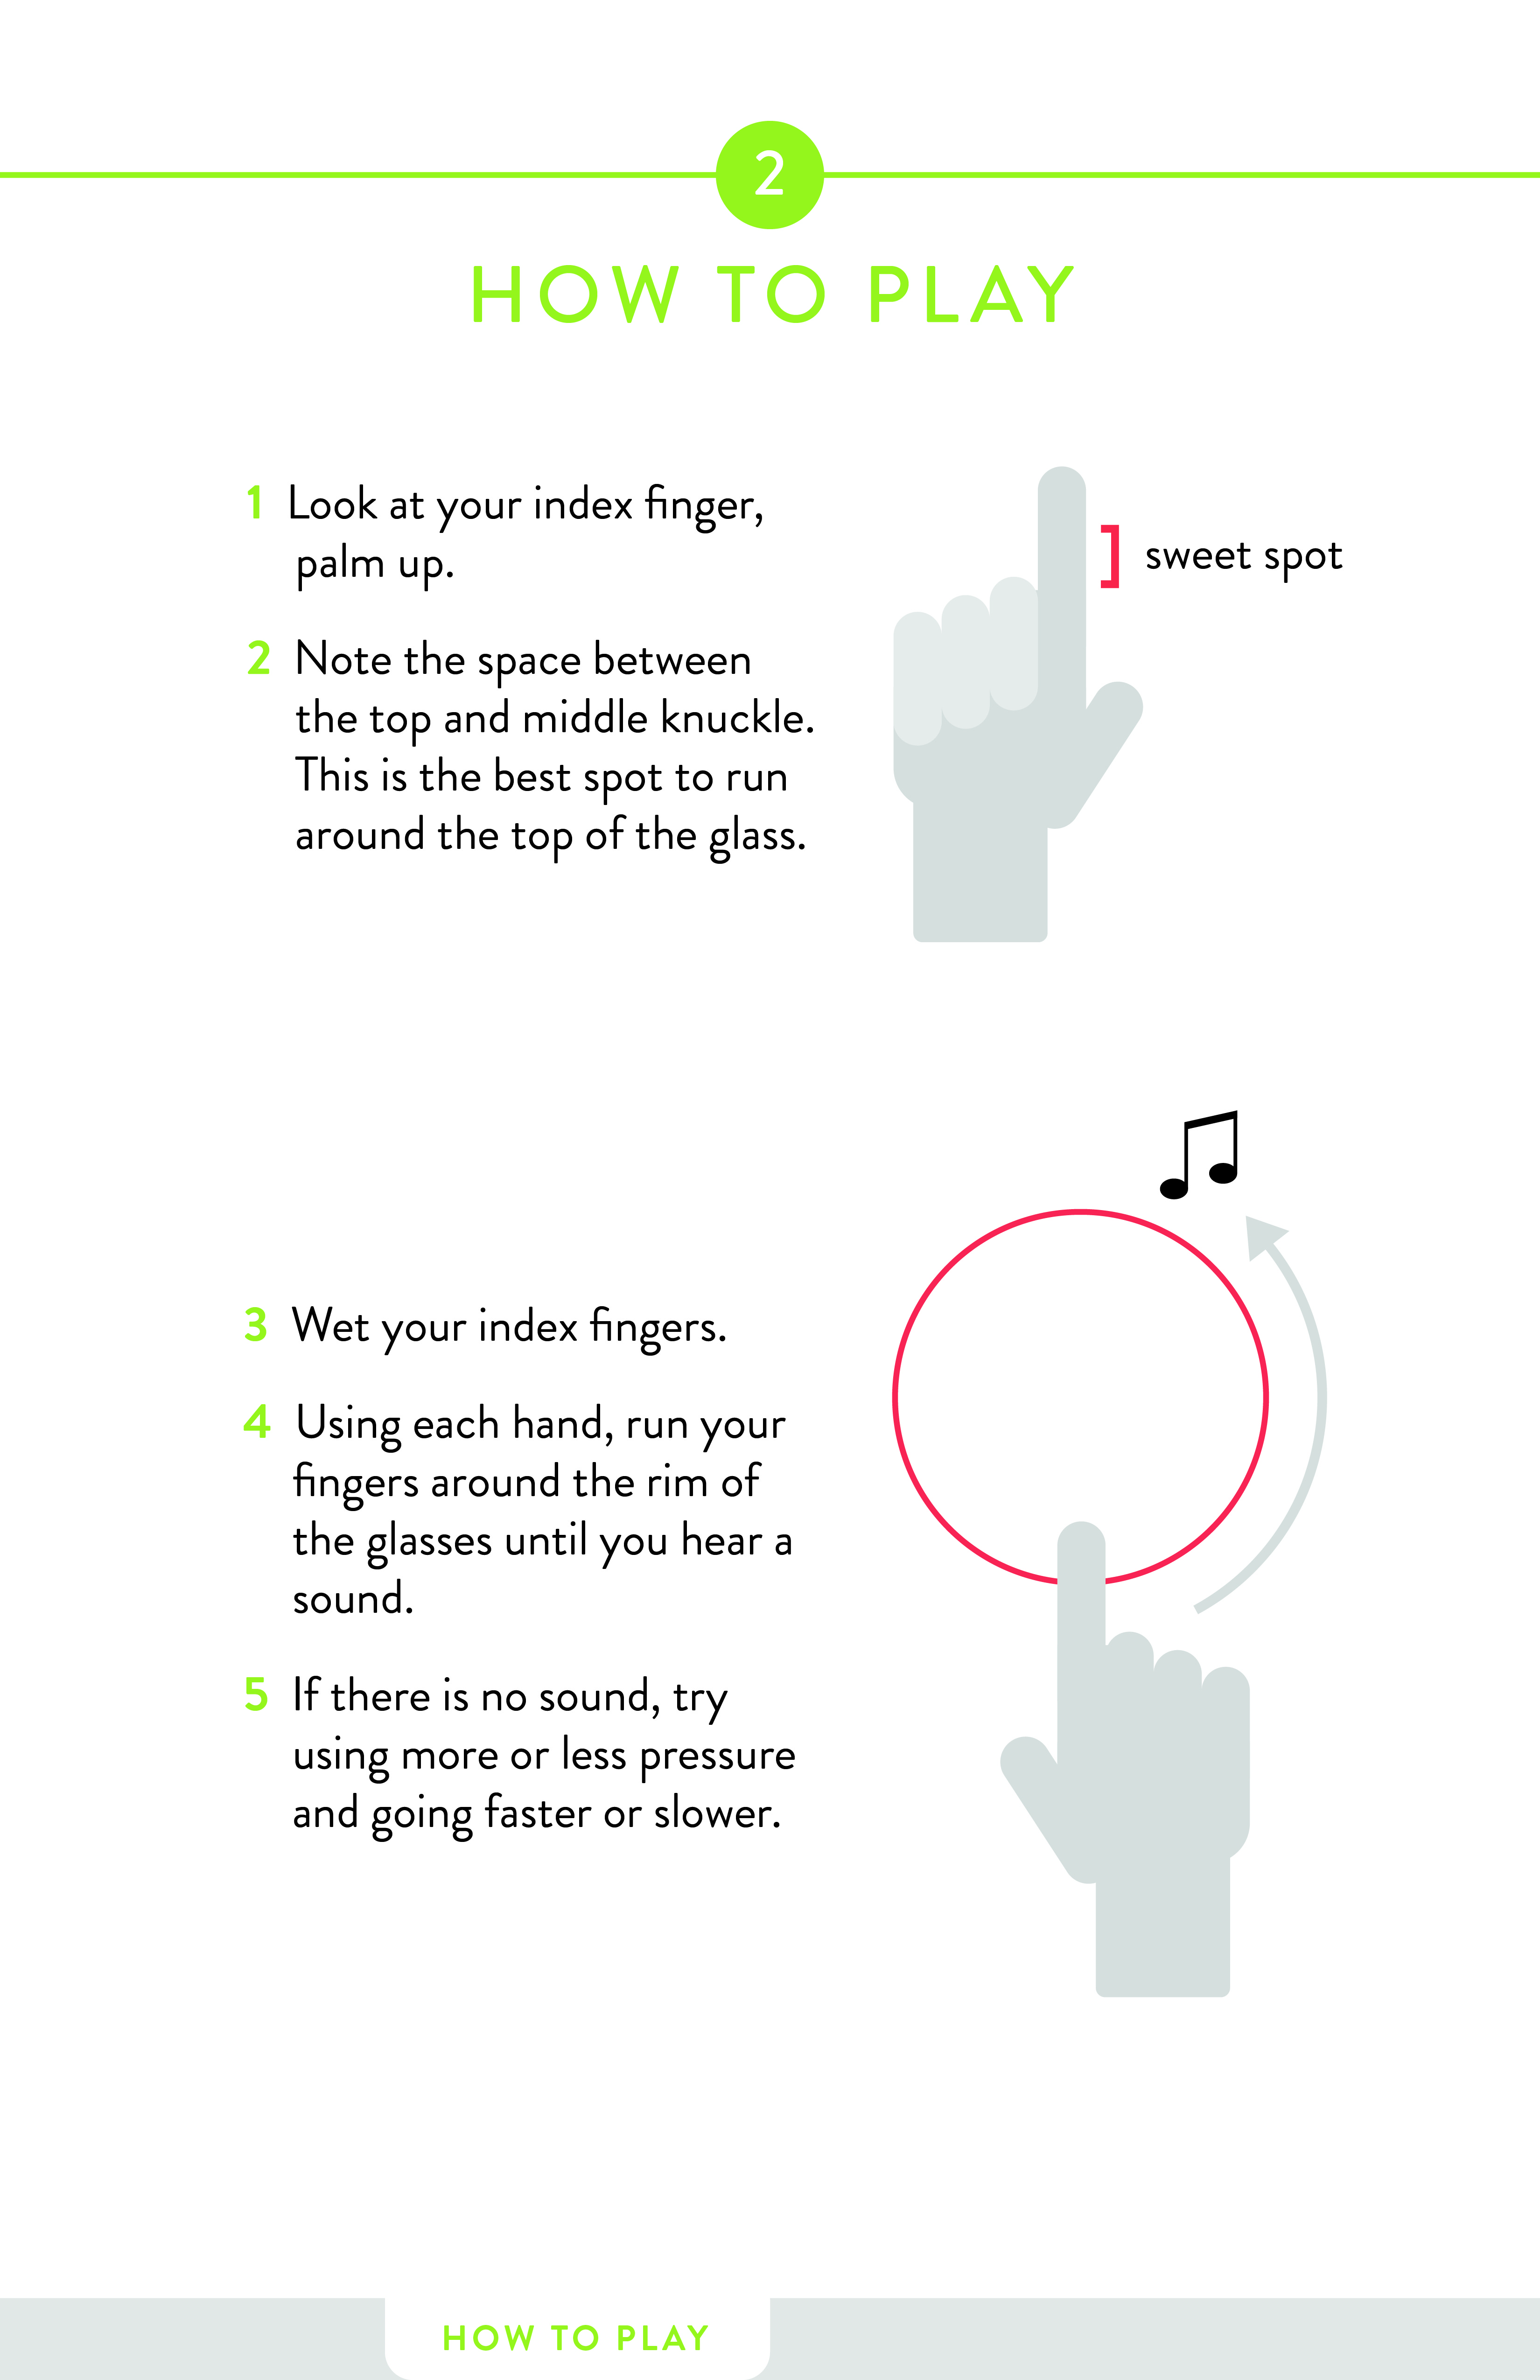 2
HOW TO PLAY
1 Look at your index finger,
palm up.
2 Note the space between
the top and middle knuckle.
This is the best spot to run
around the top of the glass.
sweet spot
3 Wet your index fingers.
4 Using each hand, run your
fingers around the rim of
the glasses until you hear a
sound.
5 If there is no sound, try
using more or less pressure
and going faster or slower.
HOW TO PLAY